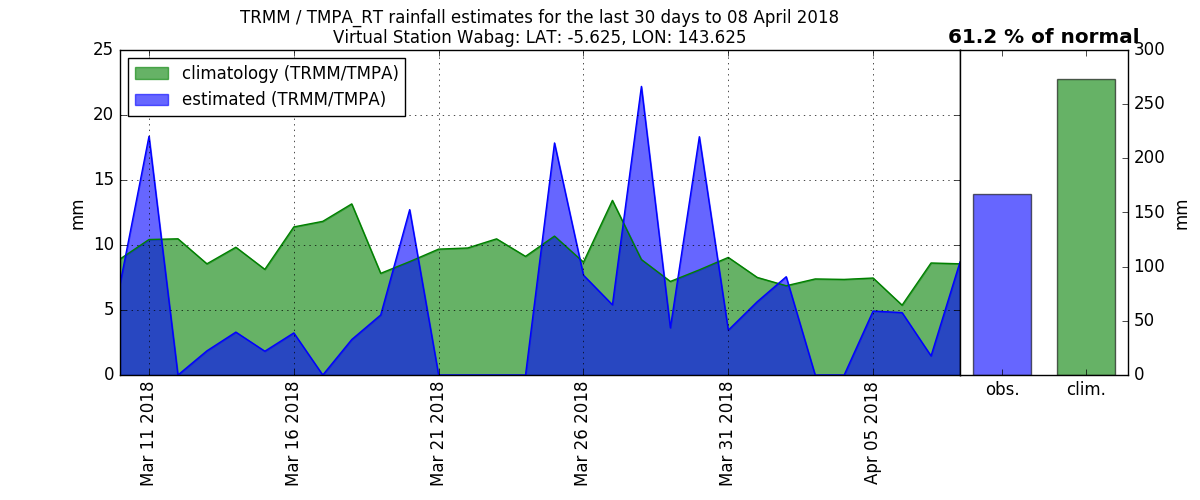 TRMM / TMPA_RT rainfall estimates for the last 30 days to 08 April 2018
Virtual Station Wabag: LAT: -5.625, LON: 143.625
61.2 % of normal
climatology (TRMM/TMPA)
estimated (TRMM/TMPA)
25
20
15
10
5
0
mm
Mar 11 2018
Mar 16 2018
Mar 21 2018
Mar 26 2018
Mar 31 2018
Apr 05 2018
300
250
200
150
100
50
0
mm
obs.
clim.